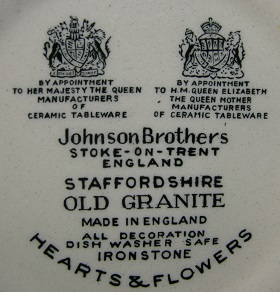 BY APPOINTMENT
TO HER MAJESTY THE QUEEN
MANUFACTURERS
OF
CERAMIC TABLEWARE
BY APPOINTMENT
TO H.M. QUEEN ELIZABETH
THE QUEEN MOTHER
MANUFACTURERS
OF CERAMIC TABLEWARE
Johnson Brothers
STOKE-ON-TRENT
ENGLAND
STAFFORDSHIRE
OLD GRANITE
MADE IN ENGLAND
ALL DECORATION
DISH WASHER SAFE
IRONSTONE
HEARTS & FLOWERS